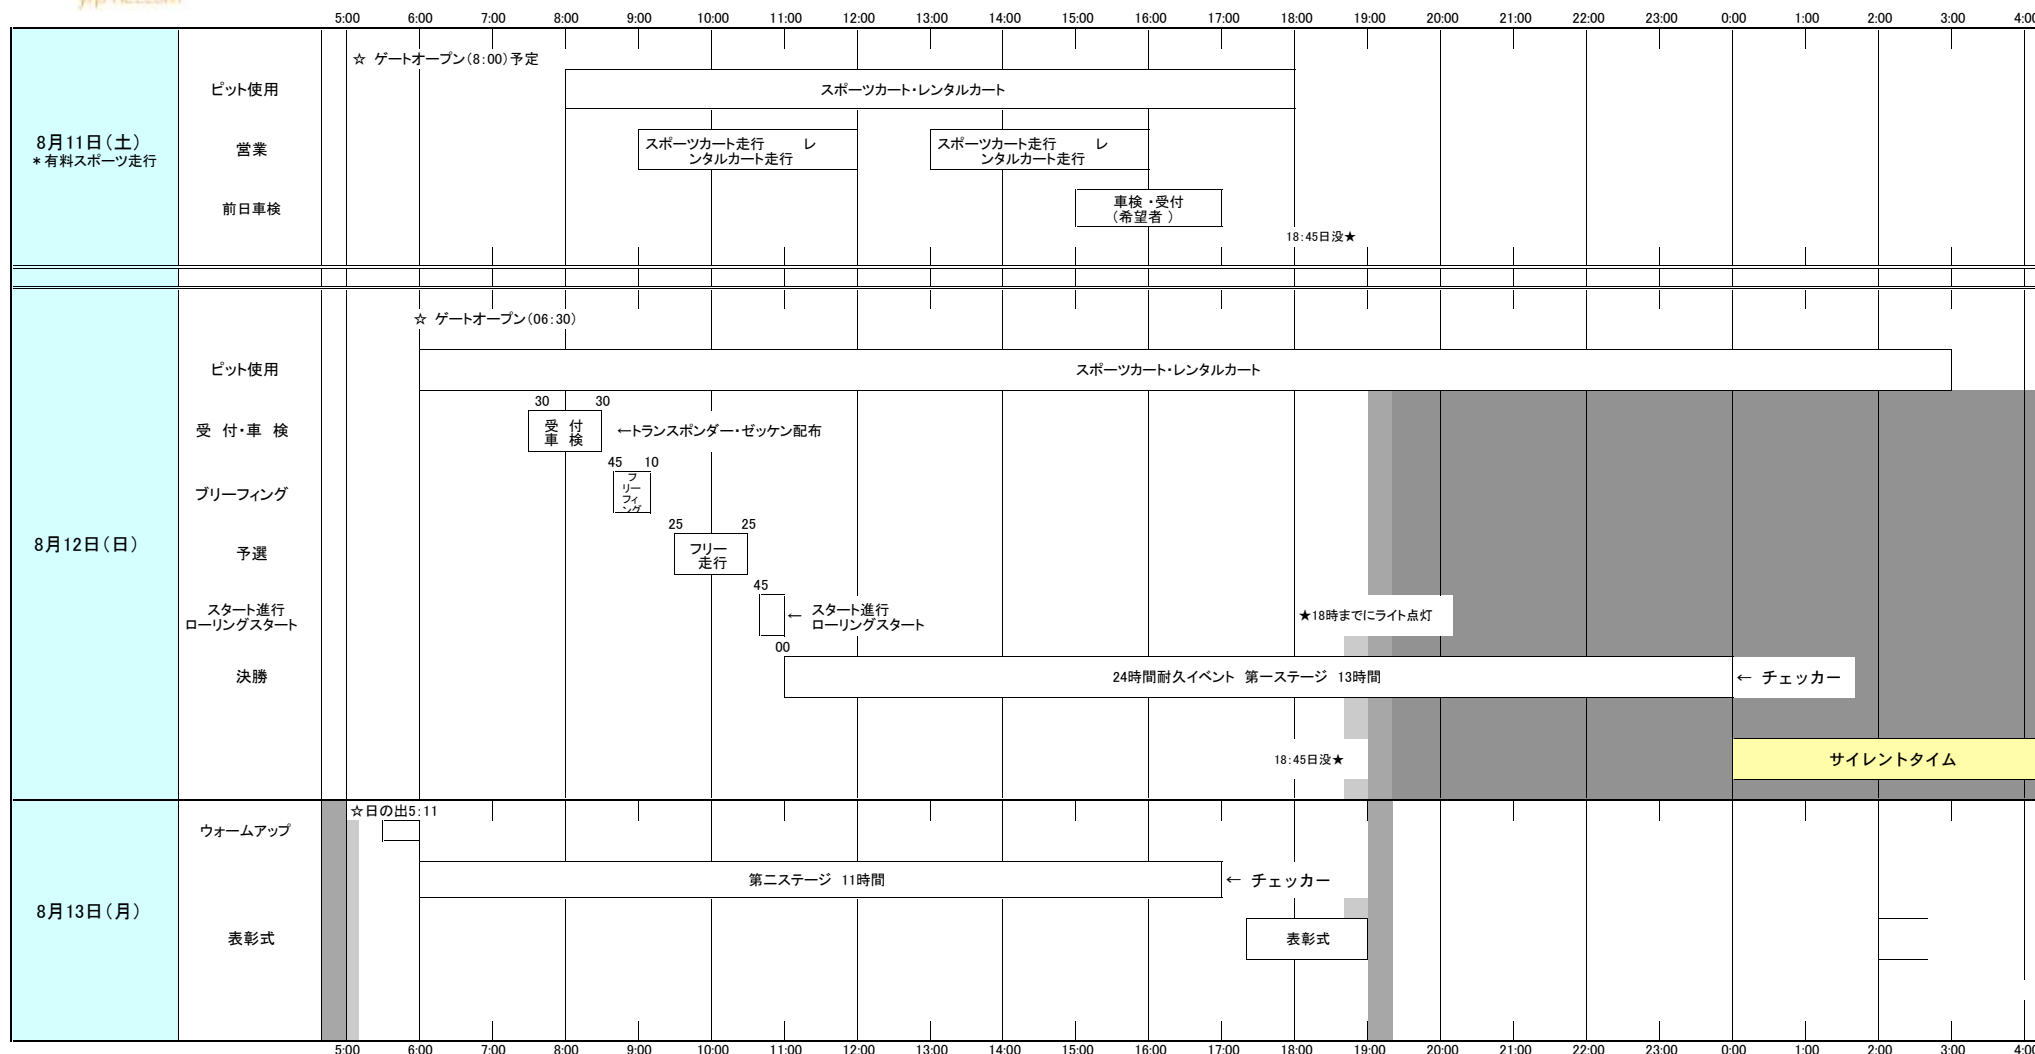 5:00 6:00 7:00 8:00 9:00 10:00 11:00 12:00 13:00 14:00 15:00 16:00 17:00 18:00 19:00 20:00 21:00 22:00 23:00 0:00 1:00 2:00 3:00 4:00
☆ ゲートオープン(8:00)予定
ピット使用
スポーツカート・レンタルカート
8月11日(土)
*有料スポーツ走行
営業
スポーツカート走行 レ
ンタルカート走行
スポーツカート走行 レ
ンタルカート走行
前日車検
車検・受付
(希望者)
18:45日没★
☆ ゲートオープン(06:30)
ピット使用
スポーツカート・レンタルカート
30 30
受 付・車 検
受 付
車 検
←トランスポンダー・ゼッケン配布
45 10
ブリーフィング
ブ
リー
フィ
ング
8月12日(日)
25 25
予選
フリー
走行
45
スタート進行
ローリングスタート
← スタート進行
ローリングスタート
★18時までにライト点灯
00
決勝
24時間耐久イベント 第一ステージ 13時間
← チェッカー
18:45日没★
サイレントタイム
☆日の出5:11
ウォームアップ
第二ステージ 11時間
← チェッカー
8月13日(月)
表彰式
表彰式
5:00 6:00 7:00 8:00 9:00 10:00 11:00 12:00 13:00 14:00 15:00 16:00 17:00 18:00 19:00 20:00 21:00 22:00 23:00 0:00 1:00 2:00 3:00 4:00